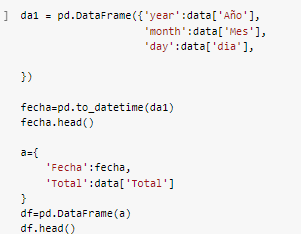 ] da1 = pd.DataFrame({'year':data['Año'],
'month':data['Mes'],
'day':data['dia'],
})
fecha=pd.to_datetime(da1)
fecha.head()
a={
'Fecha':fecha,
'Total':data['Total']
}
df=pd.DataFrame(a)
df.head()